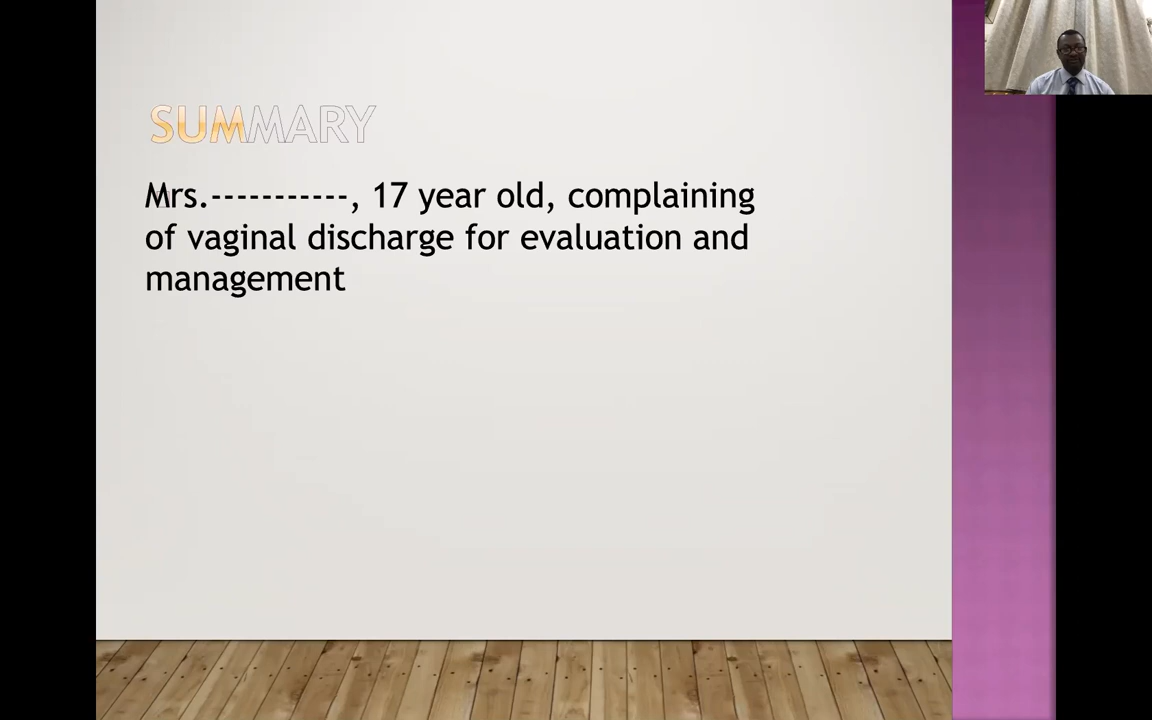 SUMMARY
Mrs.-----------, 17 year old, complaining
of vaginal discharge for evaluation and
management